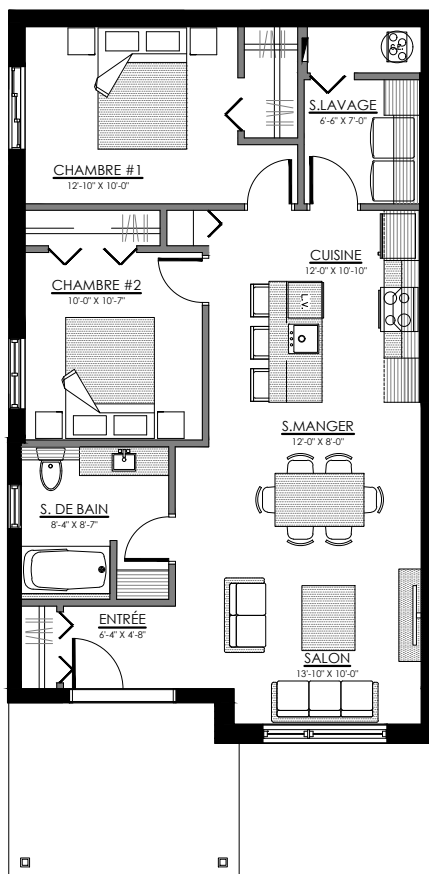 S.LAVAGE
6'-6" X 7'-0"
CHAMBRE #1
12'-10" X 10'-0"
CUISINE
12'-0" X 10'-10"
CHAMBRE #2
10'-0" X 10'-7"
L.V.
S.MANGER
12'-0" X 8'-0"
S. DE BAIN
8'-4" X 8'-7"
ENTRÉE
6'-4" X 4'-8"
SALON
13'-10" X 10'-0"